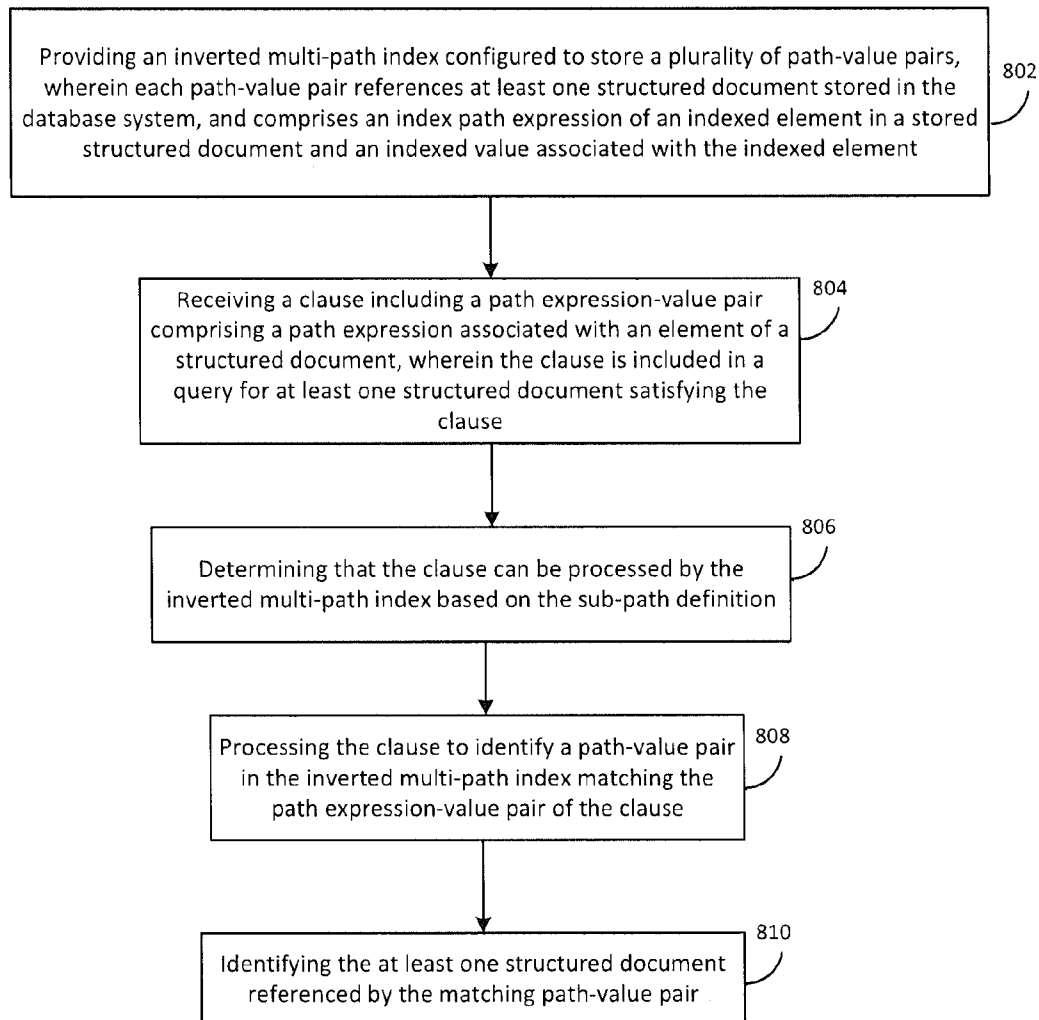 Providing an inverted multi-path index configured to store a plurality of path-value pairs,
wherein each path-value pair references at least one structured document stored in the
database system, and comprises an index path expression of an indexed element in a stored
structured document and an indexed value associated with the indexed element
802
Receiving a clause including a path expression-value pair
comprising a path expression associated with an element of a
structured document, wherein the clause is included in a
query for at least one structured document satisfying the
clause
804
Determining that the clause can be processed by the
inverted multi-path index based on the sub-path definition
806
Processing the clause to identify a path-value pair
in the inverted multi-path index matching the
path expression-value pair of the clause
808
Identifying the at least one structured document
referenced by the matching path-value pair
810